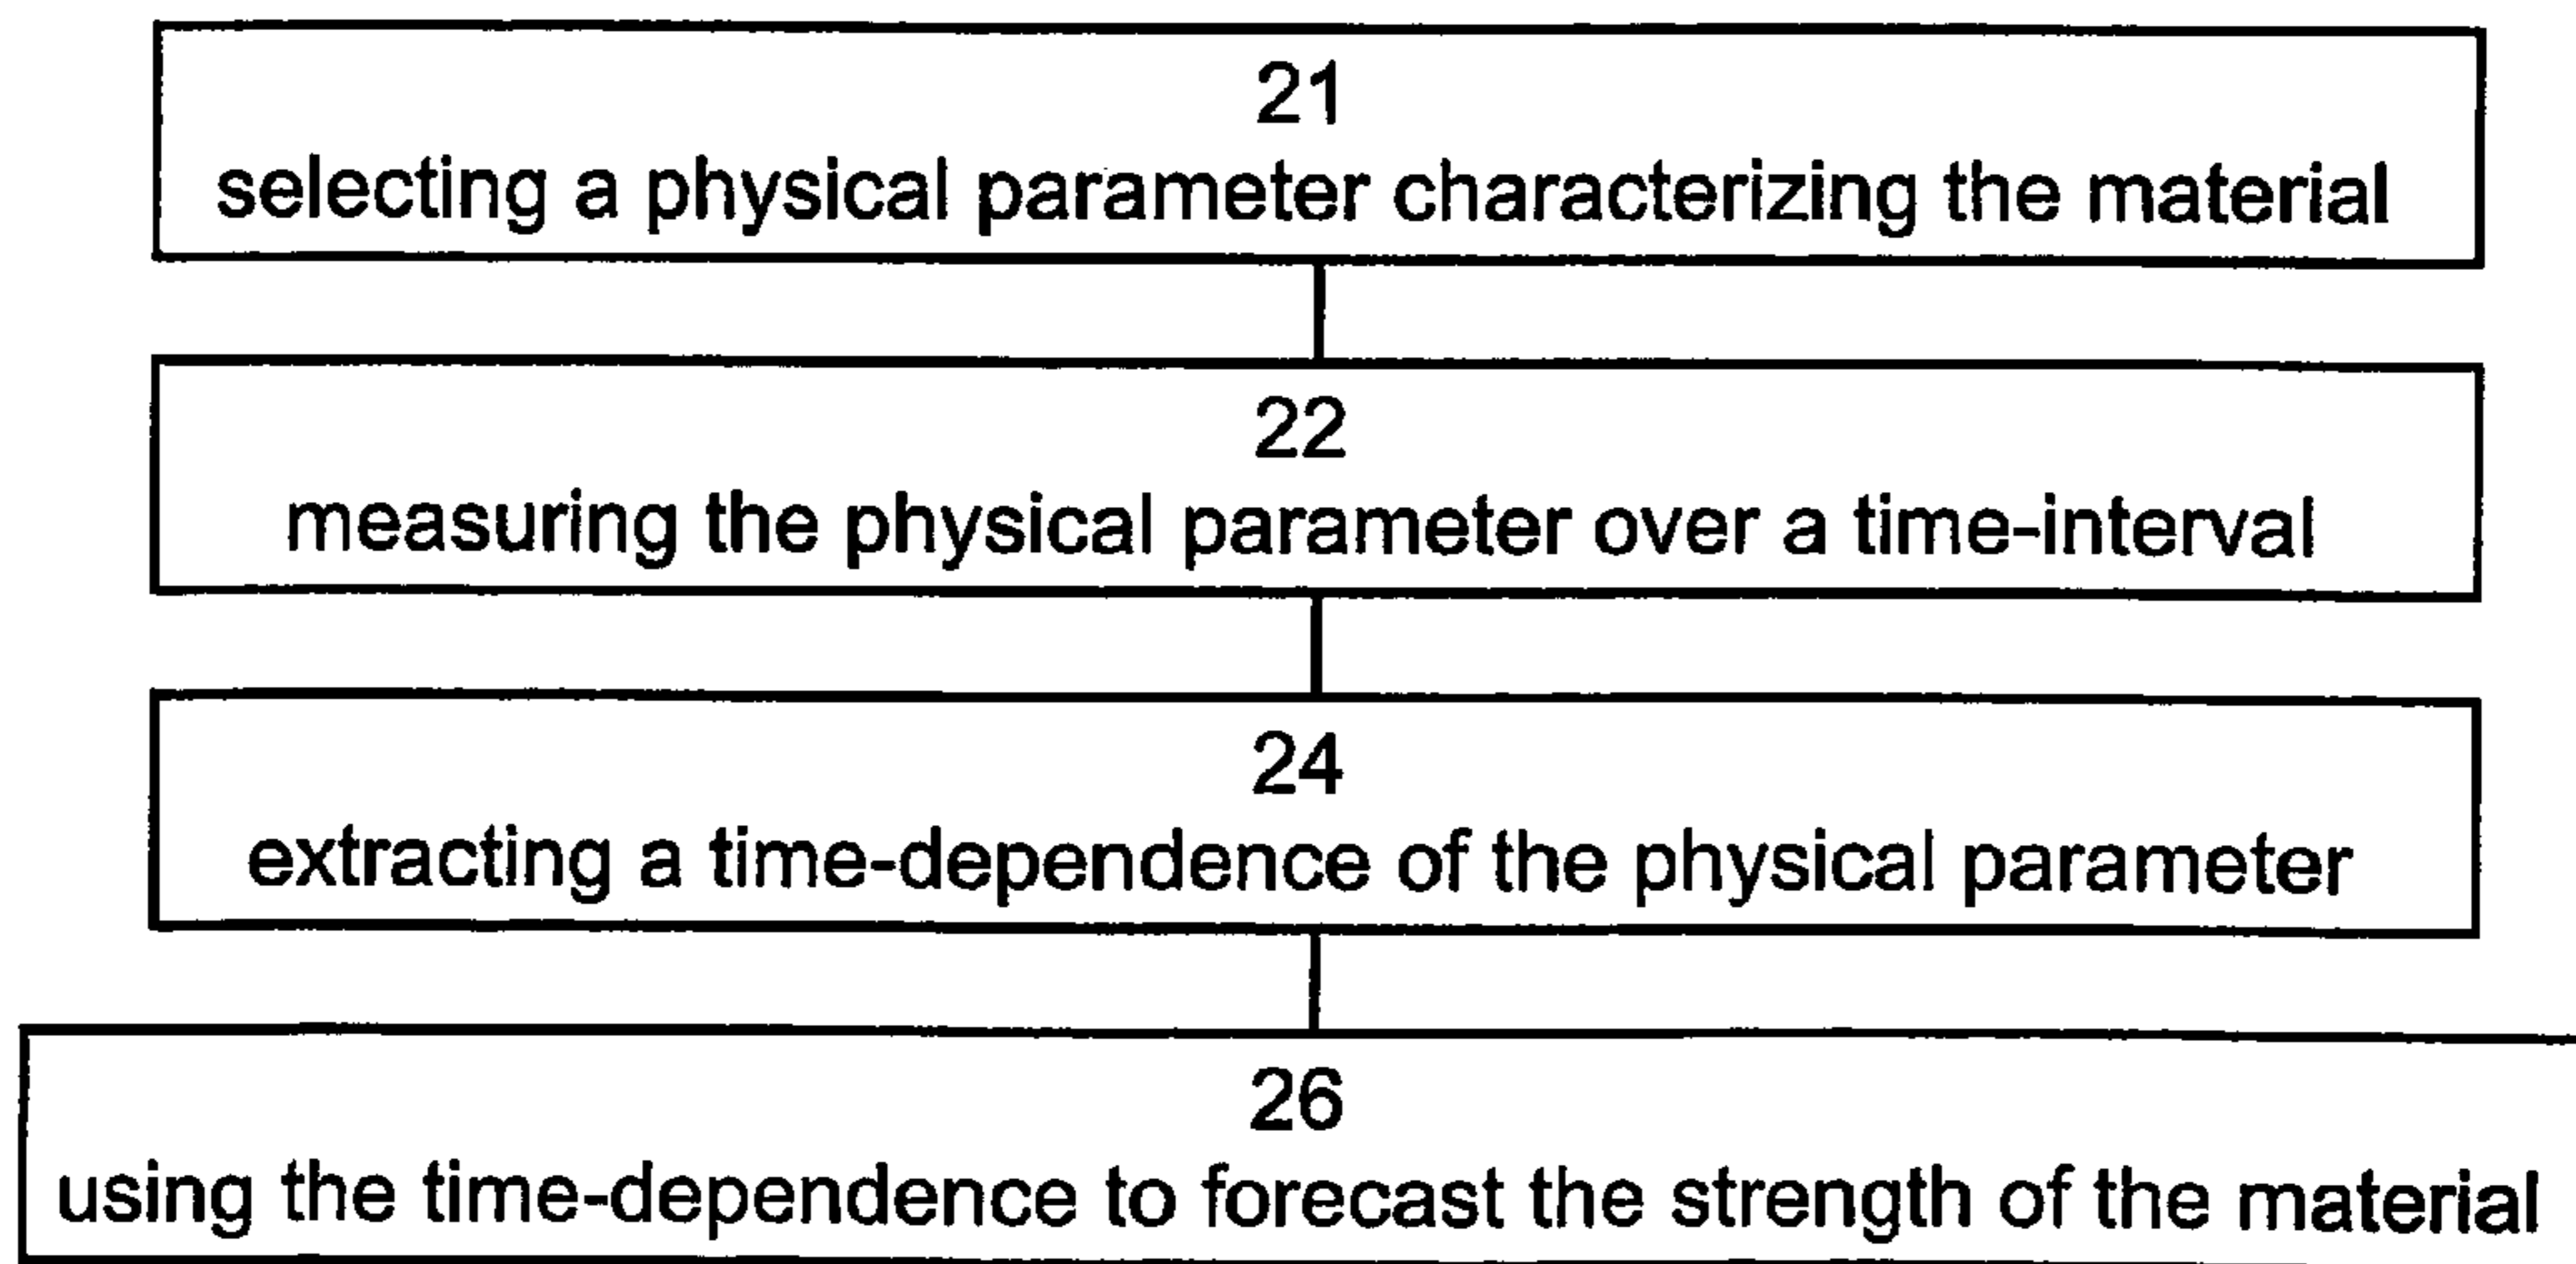 21
selecting a physical parameter characterizing the material
22
measuring the physical parameter over a time-interval
24
extracting a time-dependence of the physical parameter
26
using the time-dependence to forecast the strength of the material